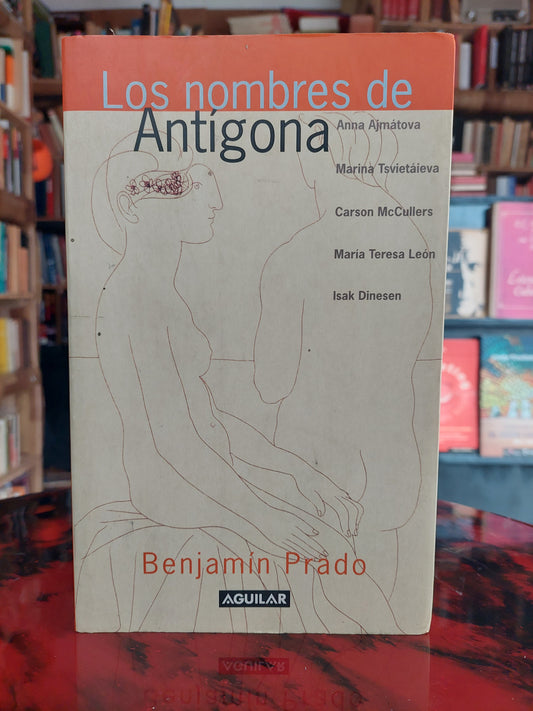 Los nombres de
Antígona
Anna Ajmátova
Marina Tsvietáieva
Carson McCullers
María Teresa León
Isak Dinesen
Benjamín Prado
AGUILAR